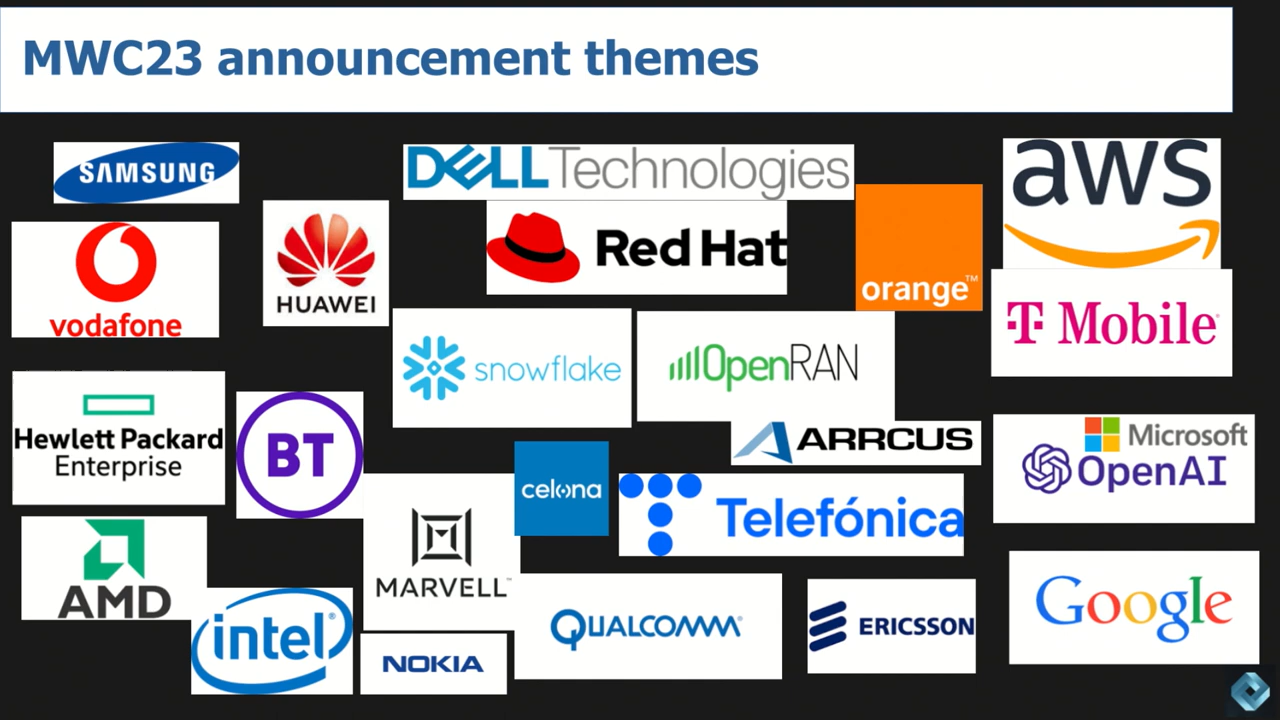 MWC23 announcement themes
SAMSUNG
DELL Technologies
aws
vodafone
HUAWEI
Red Hat
orange™
T Mobile®
snowflake
OpenRAN
Hewlett Packard
Enterprise
BT
ARRCUS
Microsoft
OpenAI
celona
Telefónica
AMD
MARVELL™
intel®
NOKIA
QUALCOMM®
ERICSSON
Google